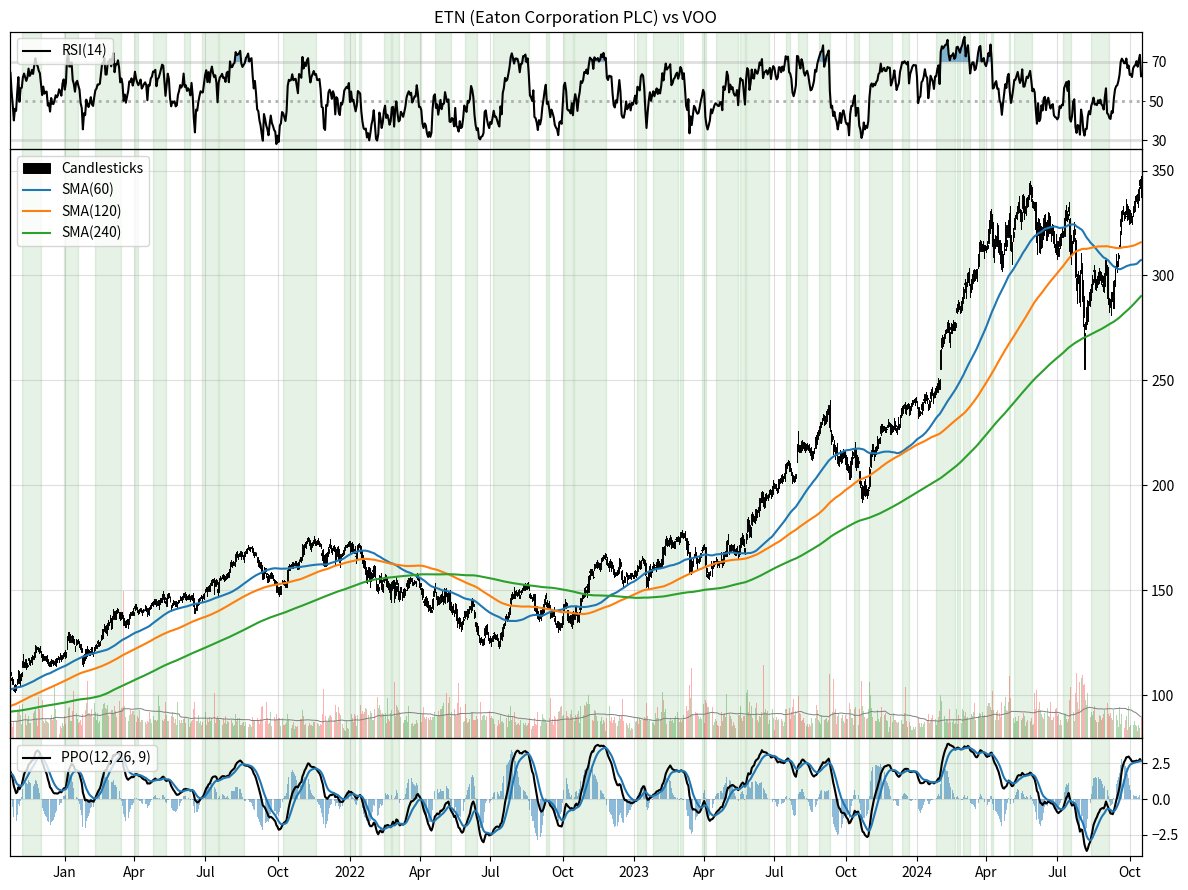 ETN (Eaton Corporation PLC) vs VOO
RSI(14)
70
50
30
Candlesticks
SMA(60)
SMA(120)
SMA(240)
350
300
250
200
150
100
PPO(12, 26, 9)
2.5
0.0
−2.5
Jan Apr Jul Oct 2022 Apr Jul Oct 2023 Apr Jul Oct 2024 Apr Jul Oct